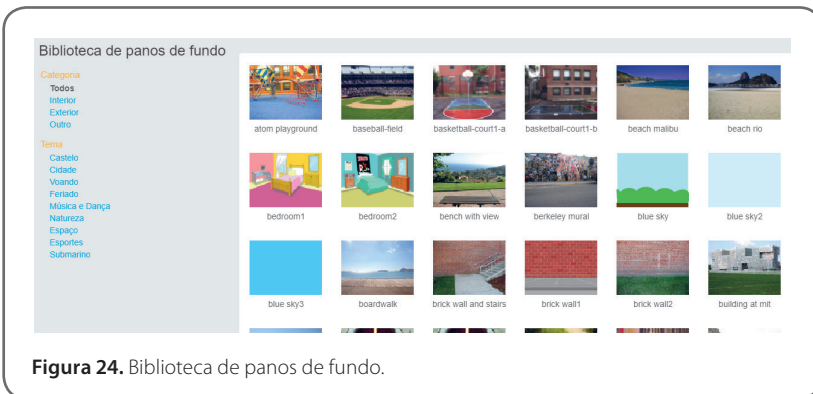 Biblioteca de panos de fundo
Categoria
Todos
Interior
Exterior
Outro
Tema
Castelo
Cidade
Voando
Feriado
Música e Dança
Natureza
Espaço
Esportes
Submarino
atom playground
baseball-field
basketball-court1-a
basketball-court1-b
beach malibu
beach rio
bedroom1
bedroom2
bench with view
berkeley mural
blue sky
blue sky2
blue sky3
boardwalk
brick wall and stairs
brick wall1
brick wall2
building at mit
Figura 24. Biblioteca de panos de fundo.